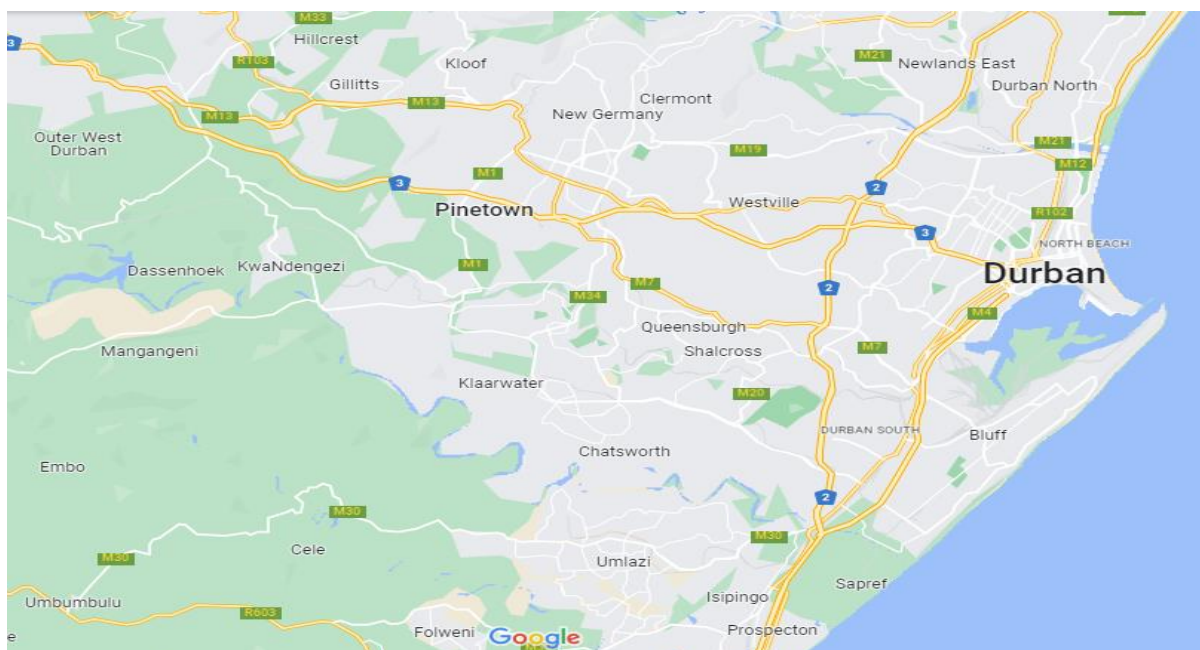 M33
Hillcrest
3
R103
Kloof
M21
Newlands East
Gillitts
Durban North
M13
Clermont
M13
New Germany
Outer West
Durban
M19
M21
M12
M1
3
2
Westville
Pinetown
R102
3
NORTH BEACH
M1
Dassenhoek
KwaNdengezi
Durban
M7
2
M34
M4
Queensburgh
Mangangeni
Shalcross
M7
Klaarwater
M20
DURBAN SOUTH
Bluff
Chatsworth
Embo
2
M30
M30
Cele
M30
Umlazi
Sapref
Umbumbulu
Isipingo
R603
Folweni
Google
Prospecton
e